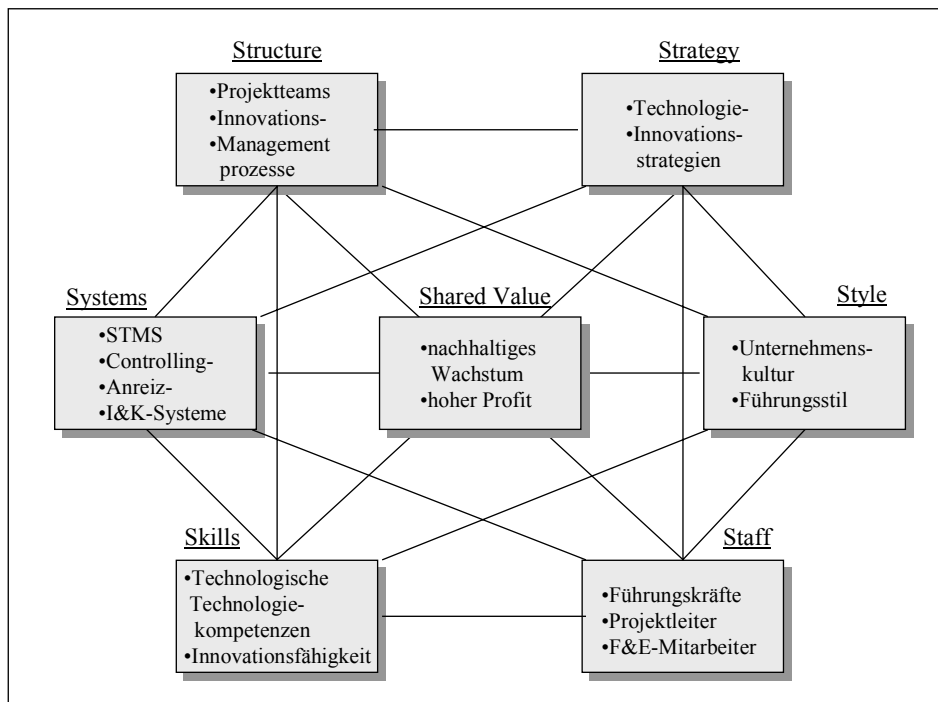 Structure
•Projektteams
•Innovations-
•Management
prozesse
Strategy
•Technologie-
•Innovations-
strategien
Systems
•STMS
•Controlling-
•Anreiz-
•I&K-Systeme
Shared Value
•nachhaltiges
Wachstum
•hoher Profit
Style
•Unternehmens-
kultur
•Führungsstil
Skills
•Technologische
Technologie-
kompetenzen
•Innovationsfähigkeit
Staff
•Führungskräfte
•Projektleiter
•F&E-Mitarbeiter